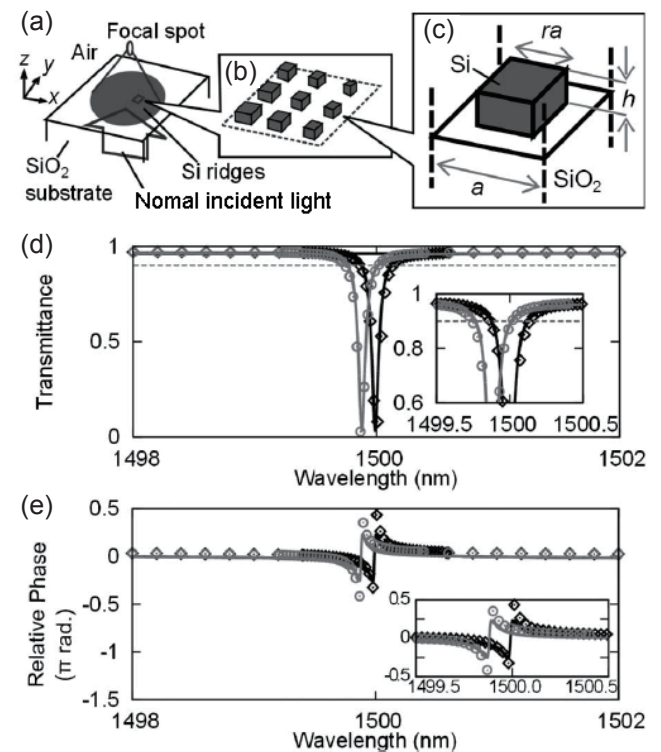 (a)
Focal spot
Air
z
y
x
SiO2
substrate
Si ridges
Nomal incident light
(b)
(c)
ra
Si
h
a
SiO2
(d)
Transmittance
1
0.5
0
1498
1500
1502
Wavelength (nm)
1
0.9
0.8
0.6
1499.5
1500
1500.5
(e)
Relative Phase
(π rad.)
0.5
0
-0.5
-1
-1.5
1498
1500
1502
Wavelength (nm)
0.5
0
-0.5
1499.5
1500.0
1500.5